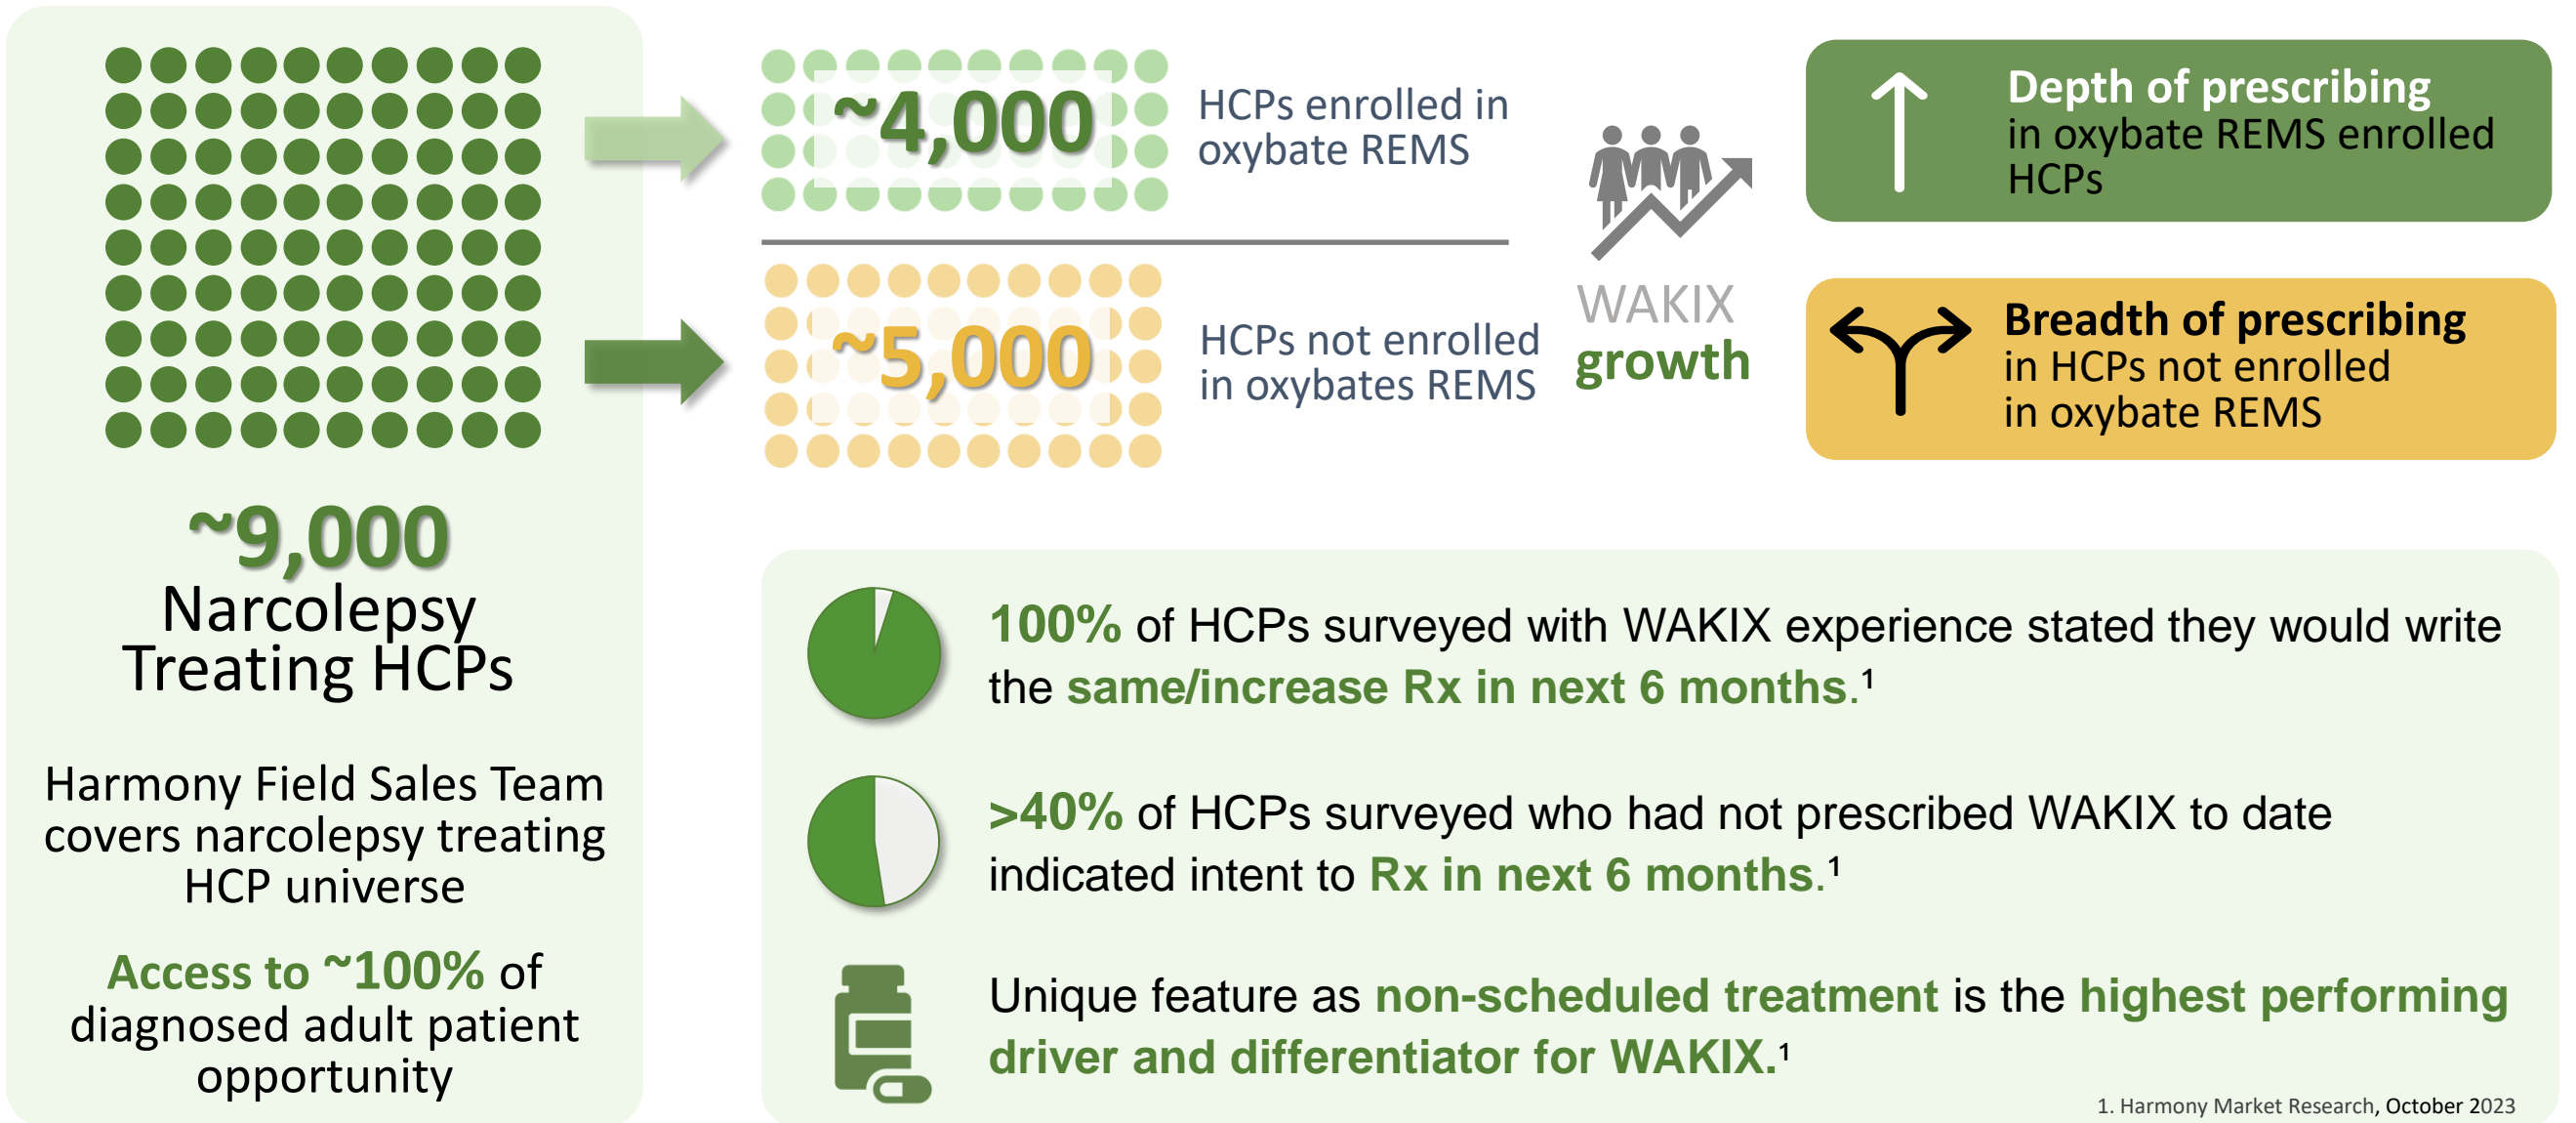 ~9,000
Narcolepsy
Treating HCPs
Harmony Field Sales Team
covers narcolepsy treating
HCP universe
Access to ~100% of
diagnosed adult patient
opportunity
~4,000
HCPs enrolled in
oxybate REMS
~5,000
HCPs not enrolled
in oxybates REMS
WAKIX
growth
Depth of prescribing
in oxybate REMS enrolled
HCPs
Breadth of prescribing
in HCPs not enrolled
in oxybate REMS
100% of HCPs surveyed with WAKIX experience stated they would write
the same/increase Rx in next 6 months.¹
>40% of HCPs surveyed who had not prescribed WAKIX to date
indicated intent to Rx in next 6 months.¹
Unique feature as non-scheduled treatment is the highest performing
driver and differentiator for WAKIX.¹
1. Harmony Market Research, October 2023